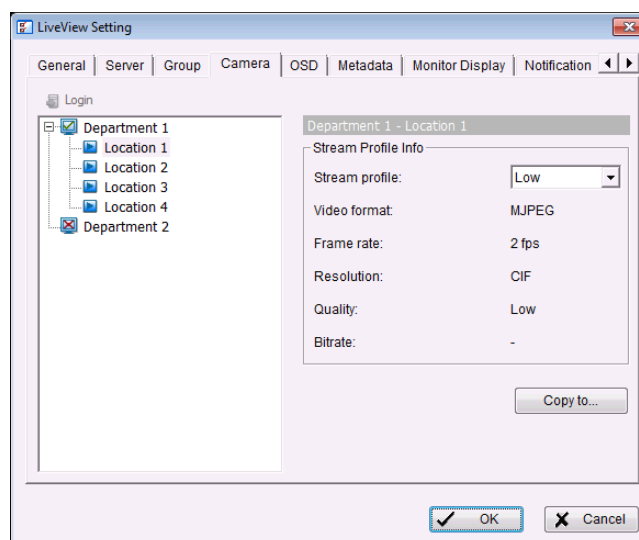 LiveView Setting
General Server Group Camera OSD Metadata Monitor Display Notification
Login
Department 1
Location 1
Location 2
Location 3
Location 4
Department 2
Department 1 - Location 1
Stream Profile Info
Stream profile: Low
Video format: MJPEG
Frame rate: 2 fps
Resolution: CIF
Quality: Low
Bitrate: -
Copy to...
OK Cancel